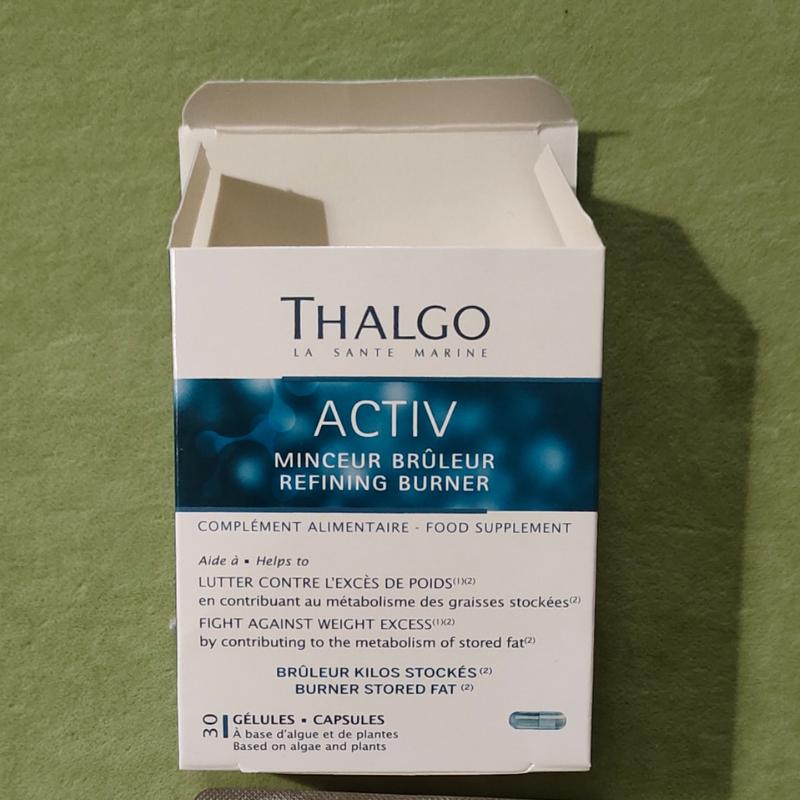 THALGO
LA SANTE MARINE
ACTIV
MINCEUR BRÛLEUR
REFINING BURNER
COMPLÉMENT ALIMENTAIRE - FOOD SUPPLEMENT
Aide à ▪ Helps to
LUTTER CONTRE L'EXCÈS DE POIDS(1)(2)
en contribuant au métabolisme des graisses stockées(2)
FIGHT AGAINST WEIGHT EXCESS(1)(2)
by contributing to the metabolism of stored fat(2)
BRÛLEUR KILOS STOCKÉS (2)
BURNER STORED FAT (2)
30
GÉLULES ▪ CAPSULES
À base d'algue et de plantes
Based on algae and plants